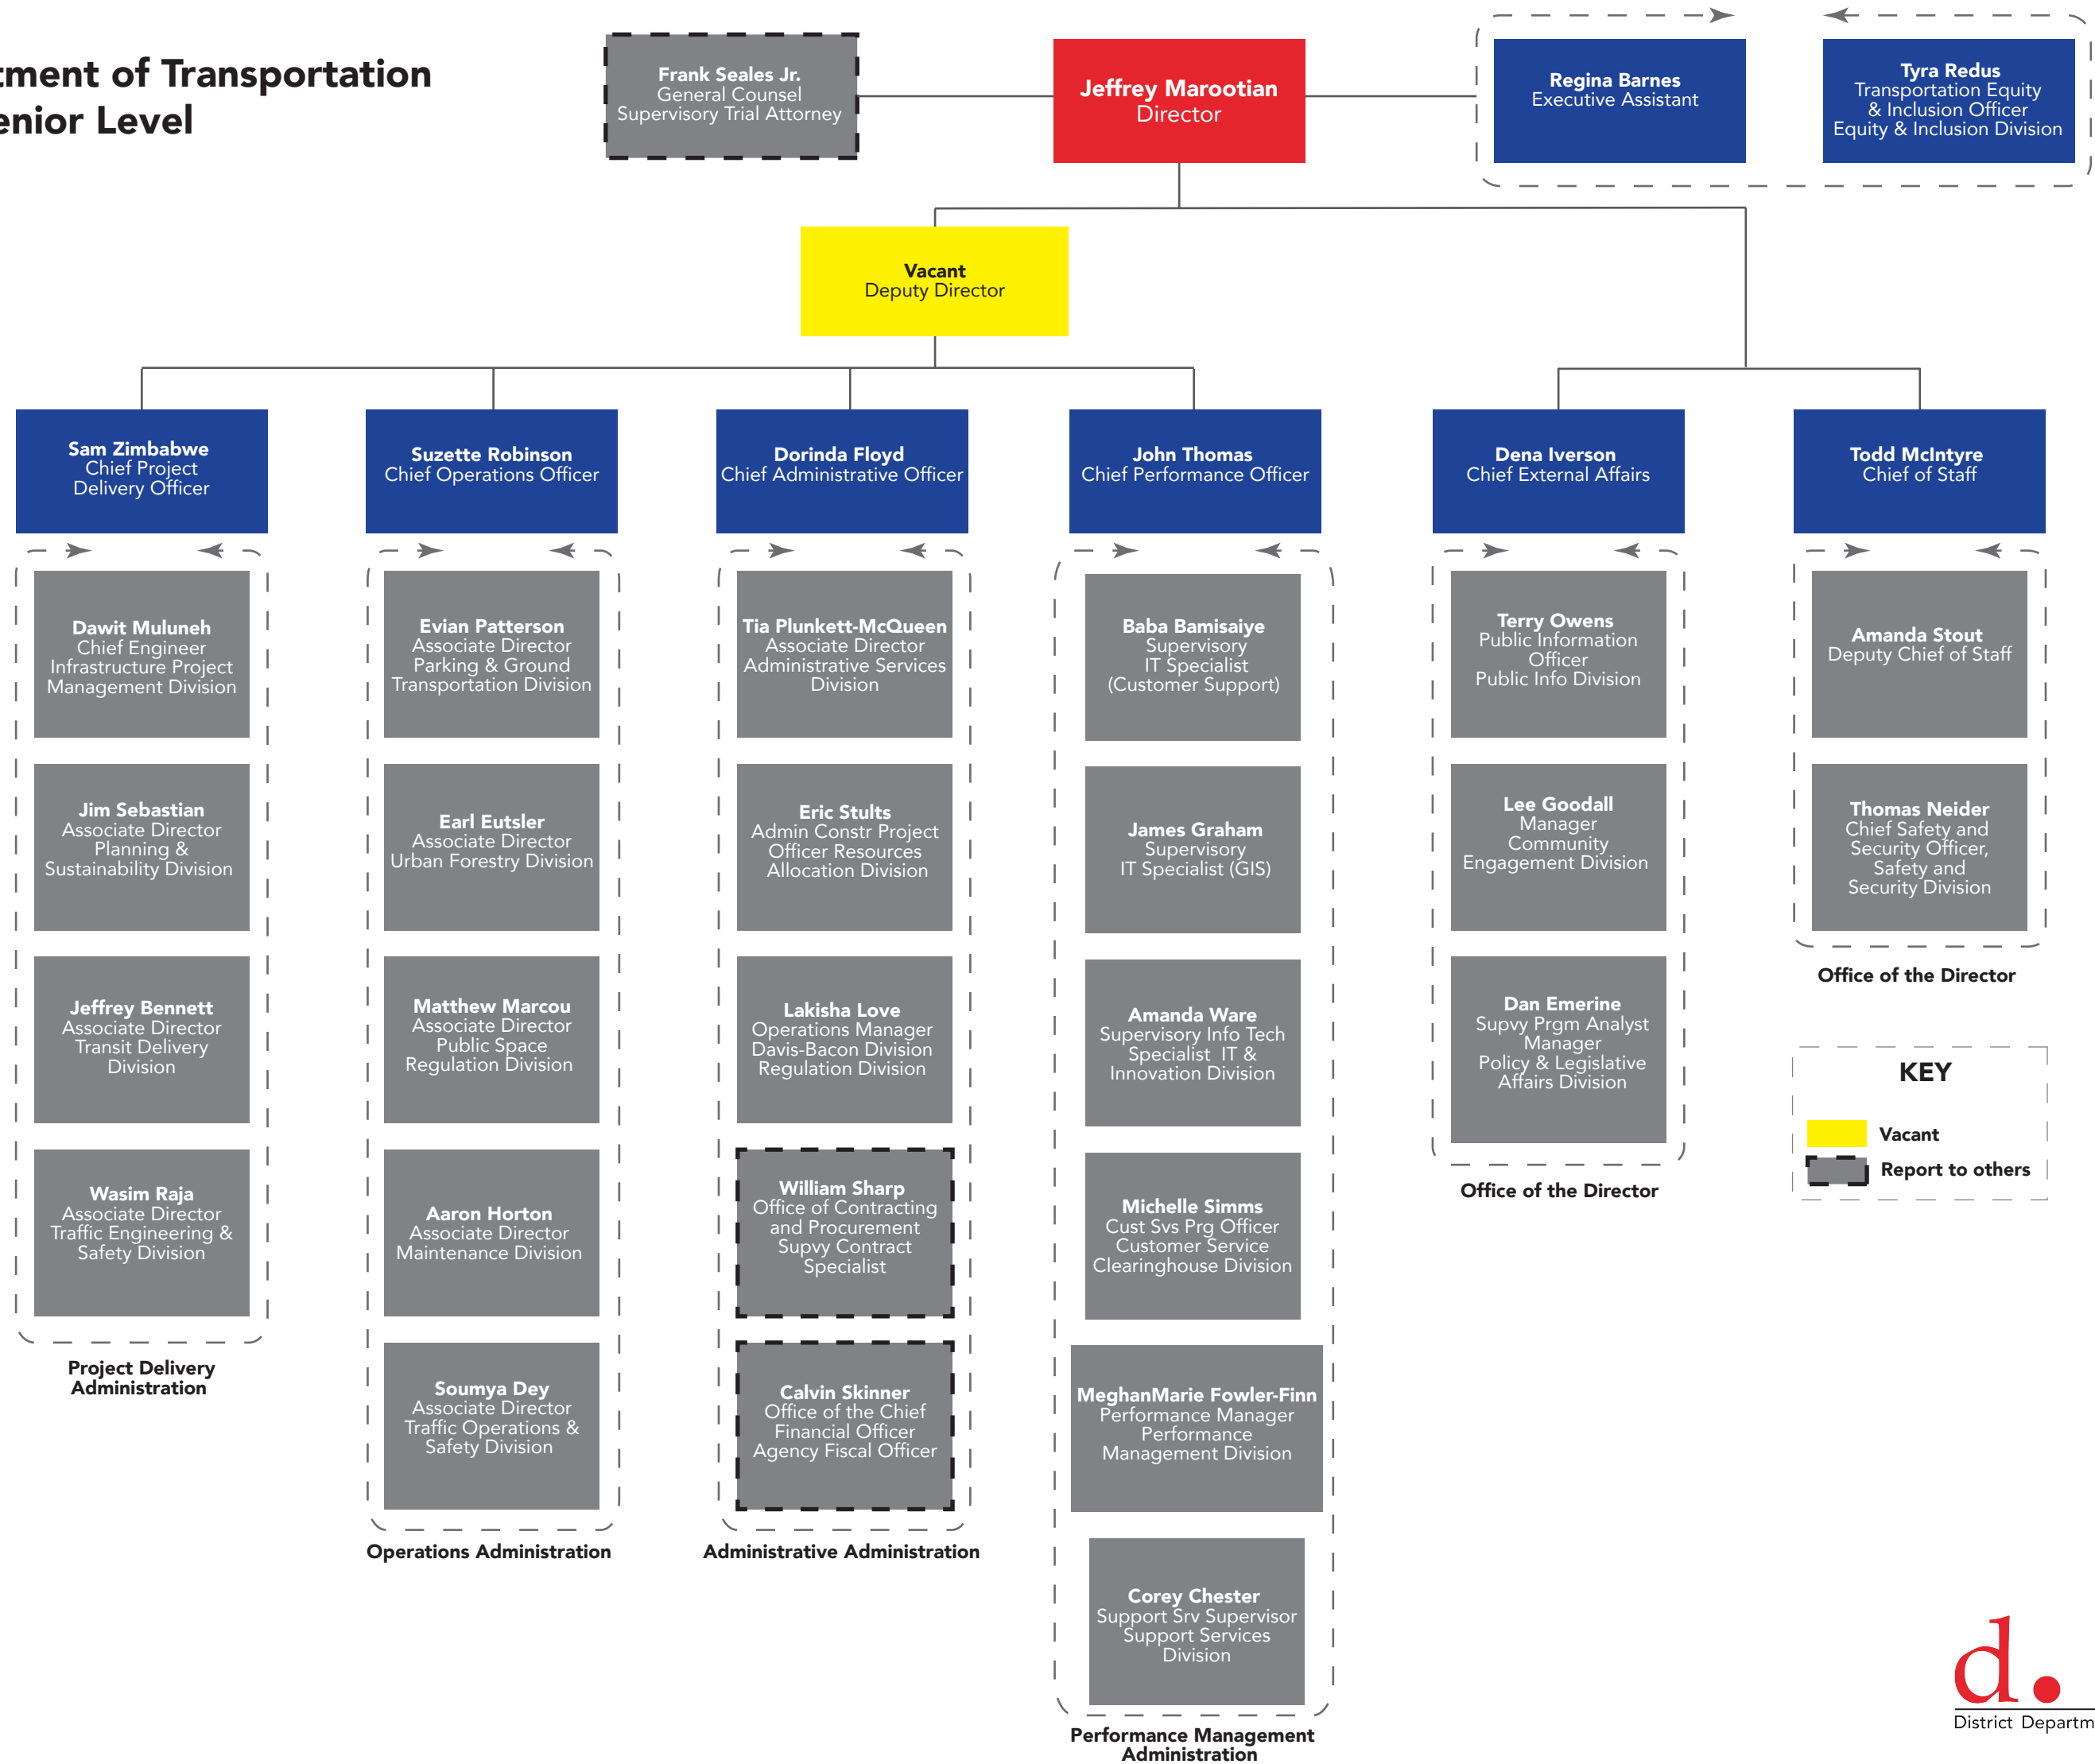 tment of Transportation
enior Level
Frank Seales Jr.
General Counsel
Supervisory Trial Attorney
Jeffrey Marootian
Director
Regina Barnes
Executive Assistant
Tyra Redus
Transportation Equity
& Inclusion Officer
Equity & Inclusion Division
Vacant
Deputy Director
Sam Zimbabwe
Chief Project
Delivery Officer
Suzette Robinson
Chief Operations Officer
Dorinda Floyd
Chief Administrative Officer
John Thomas
Chief Performance Officer
Dena Iverson
Chief External Affairs
Todd McIntyre
Chief of Staff
Dawit Muluneh
Chief Engineer
Infrastructure Project
Management Division
Jim Sebastian
Associate Director
Planning &
Sustainability Division
Jeffrey Bennett
Associate Director
Transit Delivery
Division
Wasim Raja
Associate Director
Traffic Engineering &
Safety Division
Project Delivery
Administration
Evian Patterson
Associate Director
Parking & Ground
Transportation Division
Earl Eutsler
Associate Director
Urban Forestry Division
Matthew Marcou
Associate Director
Public Space
Regulation Division
Aaron Horton
Associate Director
Maintenance Division
Soumya Dey
Associate Director
Traffic Operations &
Safety Division
Operations Administration
Tia Plunkett-McQueen
Associate Director
Administrative Services
Division
Eric Stults
Admin Constr Project
Officer Resources
Allocation Division
Lakisha Love
Operations Manager
Davis-Bacon Division
Regulation Division
William Sharp
Office of Contracting
and Procurement
Supvy Contract
Specialist
Calvin Skinner
Office of the Chief
Financial Officer
Agency Fiscal Officer
Administrative Administration
Baba Bamisaiye
Supervisory
IT Specialist
(Customer Support)
James Graham
Supervisory
IT Specialist (GIS)
Amanda Ware
Supervisory Info Tech
Specialist IT &
Innovation Division
Michelle Simms
Cust Svs Prg Officer
Customer Service
Clearinghouse Division
MeghanMarie Fowler-Finn
Performance Manager
Performance
Management Division
Corey Chester
Support Srv Supervisor
Support Services
Division
Performance Management
Administration
Terry Owens
Public Information
Officer
Public Info Division
Lee Goodall
Manager
Community
Engagement Division
Dan Emerine
Supvy Prgm Analyst
Manager
Policy & Legislative
Affairs Division
Office of the Director
Amanda Stout
Deputy Chief of Staff
Thomas Neider
Chief Safety and
Security Officer,
Safety and
Security Division
Office of the Director
KEY
Vacant
Report to others
d.
District Departm